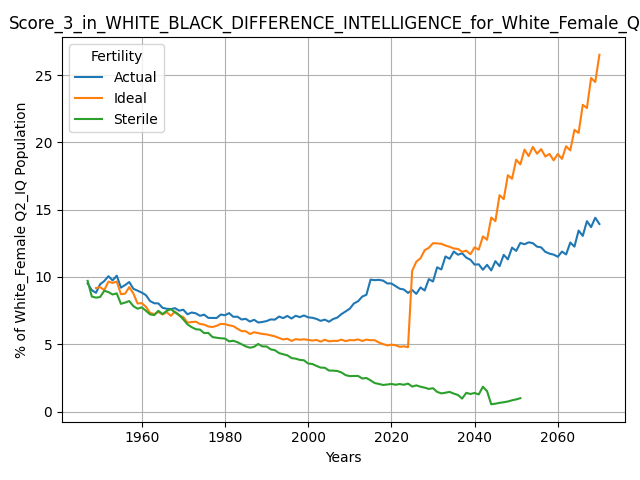 Score_3_in_WHITE_BLACK_DIFFERENCE_INTELLIGENCE_for_White_Female_Q
Fertility
Actual
Ideal
Sterile
% of White_Female Q2_IQ Population
25
20
15
10
5
0
1960
1980
2000
2020
2040
2060
Years